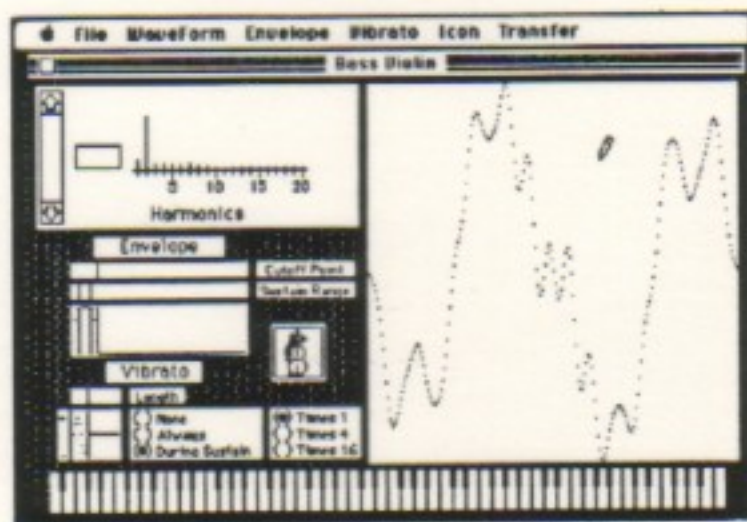 File Waveform Envelope Vibrato Icon Transfer
Bass Violin
5 10 15 20
Harmonics
Envelope
Cutoff Point
Sustain Range
Vibrato
Length
None
Always
During Sustain
Times 1
Times 4
Times 16